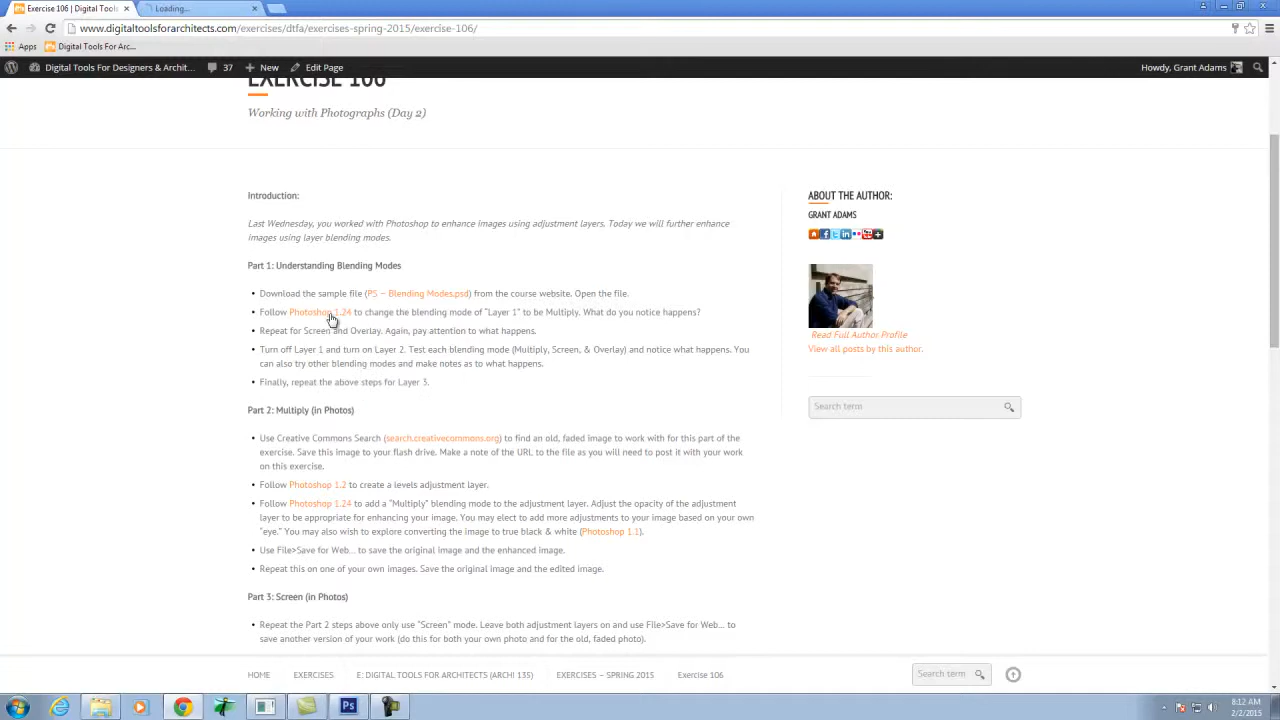 Exercise 106 | Digital Tools
Loading...
www.digitaltoolsforarchitects.com/exercises/dtfa/exercises-spring-2015/exercise-106/
Apps
Digital Tools For Arc...
Digital Tools For Designers & Archit...
37
New
Edit Page
Howdy, Grant Adams
EXERCISE 106
Working with Photographs (Day 2)
Introduction:
Last Wednesday, you worked with Photoshop to enhance images using adjustment layers. Today we will further enhance
images using layer blending modes.
Part 1: Understanding Blending Modes
• Download the sample file (PS – Blending Modes.psd) from the course website. Open the file.
• Follow Photoshop 1.24 to change the blending mode of “Layer 1” to be Multiply. What do you notice happens?
• Repeat for Screen and Overlay. Again, pay attention to what happens.
• Turn off Layer 1 and turn on Layer 2. Test each blending mode (Multiply, Screen, & Overlay) and notice what happens. You
can also try other blending modes and make notes as to what happens.
• Finally, repeat the above steps for Layer 3.
Part 2: Multiply (in Photos)
• Use Creative Commons Search (search.creativecommons.org) to find an old, faded image to work with for this part of the
exercise. Save this image to your flash drive. Make a note of the URL to the file as you will need to post it with your work
on this exercise.
• Follow Photoshop 1.2 to create a levels adjustment layer.
• Follow Photoshop 1.24 to add a “Multiply” blending mode to the adjustment layer. Adjust the opacity of the adjustment
layer to be appropriate for enhancing your image. You may elect to add more adjustments to your image based on your own
“eye.” You may also wish to explore converting the image to true black & white (Photoshop 1.1).
• Use File>Save for Web... to save the original image and the enhanced image.
• Repeat this on one of your own images. Save the original image and the edited image.
Part 3: Screen (in Photos)
• Repeat the Part 2 steps above only use “Screen” mode. Leave both adjustment layers on and use File>Save for Web... to
save another version of your work (do this for both your own photo and for the old, faded photo).
ABOUT THE AUTHOR:
GRANT ADAMS
Read Full Author Profile
View all posts by this author.
Search term
HOME
EXERCISES
E: DIGITAL TOOLS FOR ARCHITECTS (ARCHI 135)
EXERCISES – SPRING 2015
Exercise 106
Search term
Ps
8:12 AM
2/2/2015